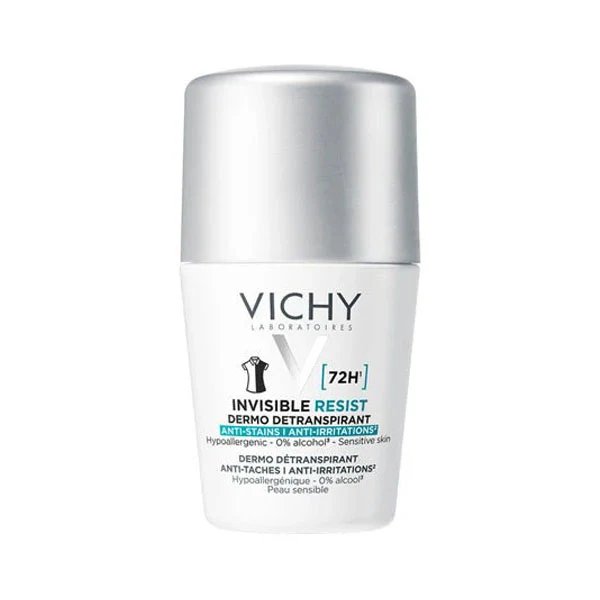 VICHY
LABORATOIRES
[72H¹]
INVISIBLE RESIST
DERMO DETRANSPIRANT
ANTI-STAINS I ANTI-IRRITATIONS²
Hypoallergenic - 0% alcohol³ - Sensitive skin
DERMO DÉTRANSPIRANT
ANTI-TACHES I ANTI-IRRITATIONS²
Hypoallergénique - 0% alcool³
Peau sensible